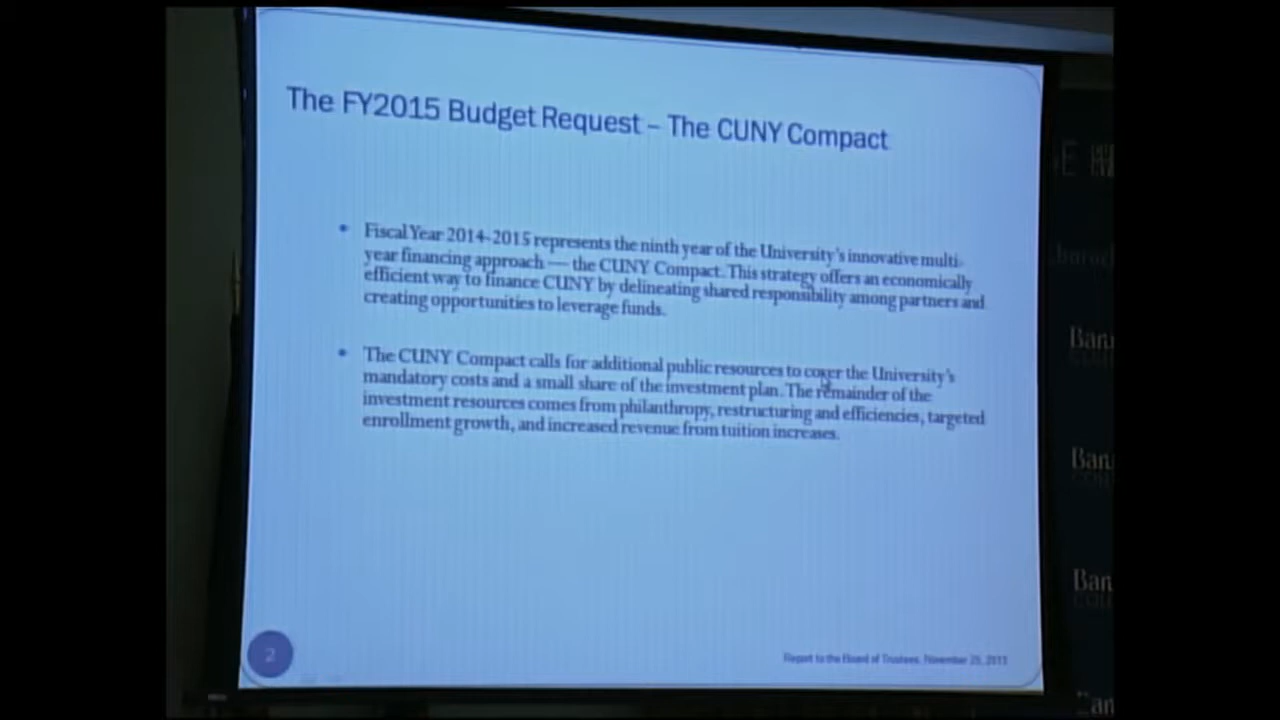 The FY2015 Budget Request – The CUNY Compact
• Fiscal Year 2014-2015 represents the ninth year of the University's innovative multi-
year financing approach — the CUNY Compact. This strategy offers an economically
efficient way to finance CUNY by delineating shared responsibility among partners and
creating opportunities to leverage funds.
• The CUNY Compact calls for additional public resources to cover the University's
mandatory costs and a small share of the investment plan. The remainder of the
investment resources comes from philanthropy, restructuring and efficiencies, targeted
enrollment growth, and increased revenue from tuition increases.
2
Report to the Board of Trustees, November 25, 2013